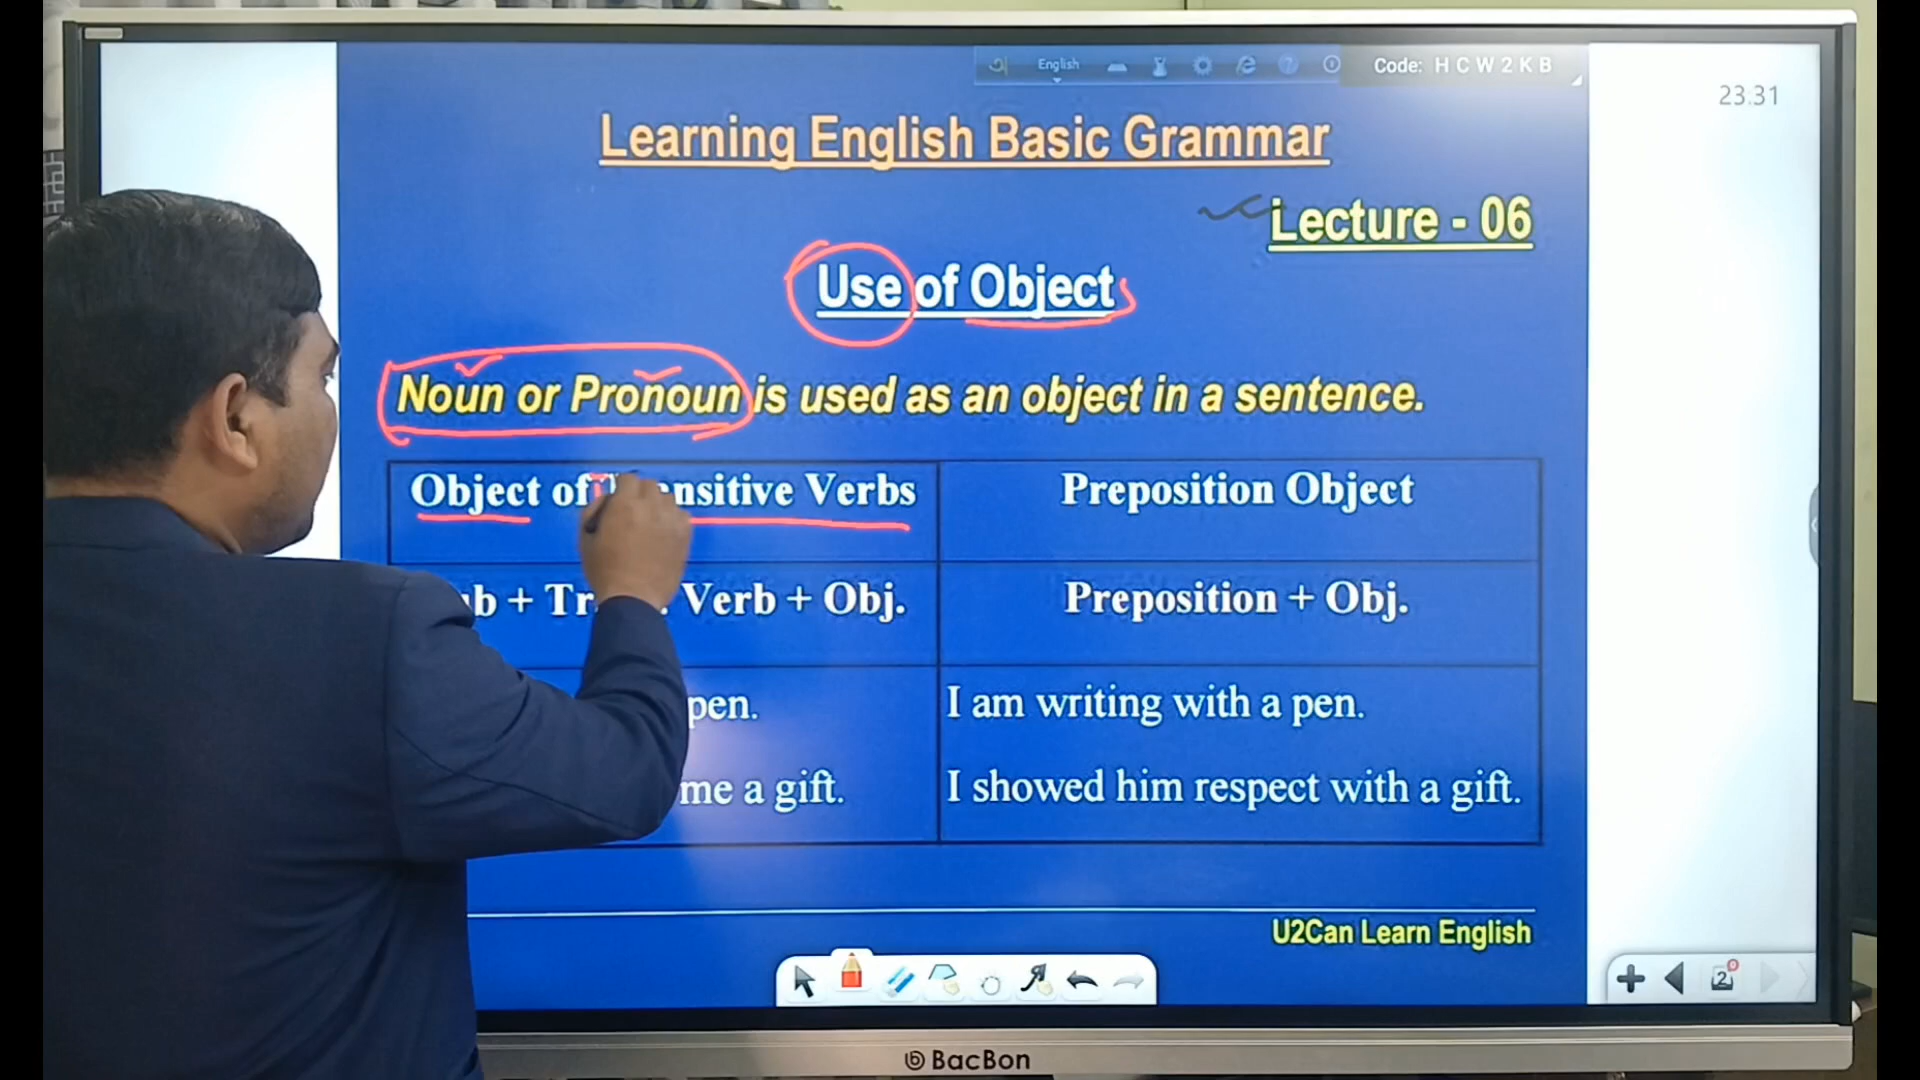 English
Code: H C W 2 K B
23:31
Learning English Basic Grammar
Lecture - 06
Use of Object
Noun or Pronoun is used as an object in a sentence.
Object of Verbs
Preposition Object
+ Verb + Obj.
Preposition + Obj.
pen.
I am writing with a pen.
me a gift.
I showed him respect with a gift.
U2Can Learn English
2
BacBon